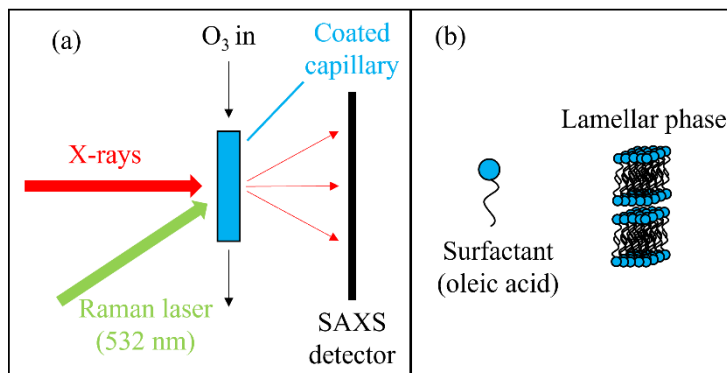 (a)
O₃ in
Coated
capillary
X-rays
Raman laser
(532 nm)
SAXS
detector
(b)
Lamellar phase
Surfactant
(oleic acid)